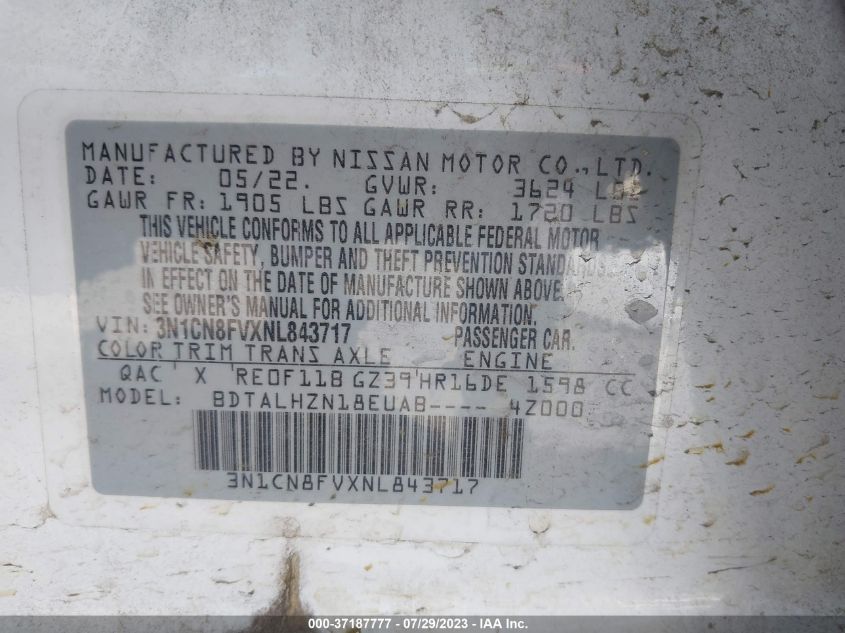 MANUFACTURED BY NISSAN MOTOR CO., LTD.
DATE: 05/22. GVWR: 3624 LBS
GAWR FR: 1905 LBS GAWR RR: 1720 LBS
THIS VEHICLE CONFORMS TO ALL APPLICABLE FEDERAL MOTOR
VEHICLE SAFETY, BUMPER AND THEFT PREVENTION STANDARDS
IN EFFECT ON THE DATE OF MANUFACTURE SHOWN ABOVE.
SEE OWNER'S MANUAL FOR ADDITIONAL INFORMATION.
VIN: 3N1CN8FVXNL843717 PASSENGER CAR.
COLOR TRIM TRANS AXLE ENGINE
QAC X RE0F11B GZ39 HR16DE 1598 CC
MODEL: BDTALHZN18EUAB---- 4Z000
3N1CN8FVXNL843717
000-37187777 - 07/29/2023 - IAA Inc.